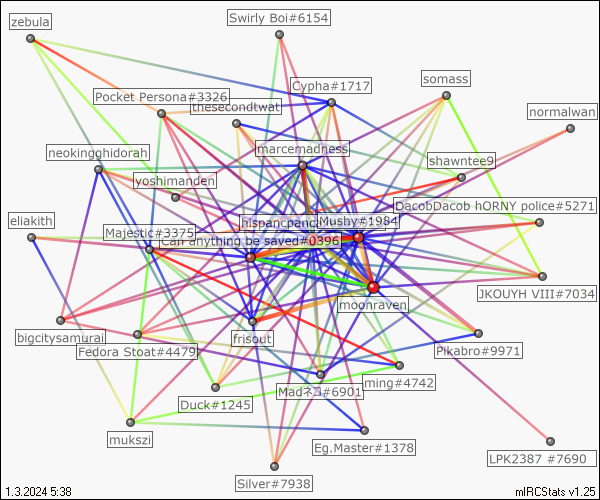 zebula
Swirly Boi#6154
Cypha#1717
somass
Pocket Persona#3326
thesecondtwat
normalwan
marcemadness
neokingghidorah
shawntee9
yoshimanden
DacobDacob hORNY police#5271
eliakith
hispancpanda
Mushy#1984
Majestic#3375
Can anything be saved#0396
JKOUYH VIII#7034
moonraven
bigcitysamurai
frisout
Fedora Stoat#4479
Pikabro#9971
ming#4742
Madネコ#6901
Duck#1245
mukszi
Eg.Master#1378
LPK2387 #7690
Silver#7938
1.3.2024 5:38
mIRCStats v1.25